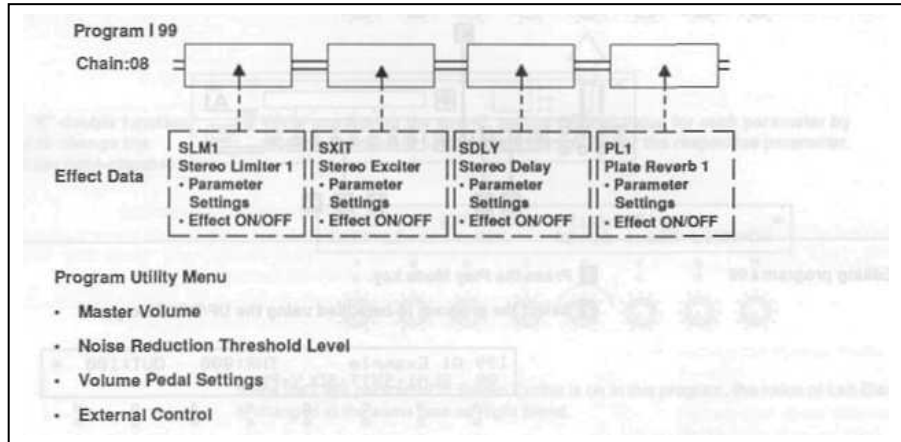 Program I 99
Chain:08
Effect Data
SLM1
Stereo Limiter 1
• Parameter
Settings
• Effect ON/OFF
SXIT
Stereo Exciter
• Parameter
Settings
• Effect ON/OFF
SDLY
Stereo Delay
• Parameter
Settings
• Effect ON/OFF
PL1
Plate Reverb 1
• Parameter
Settings
• Effect ON/OFF
Program Utility Menu
• Master Volume
• Noise Reduction Threshold Level
• Volume Pedal Settings
• External Control